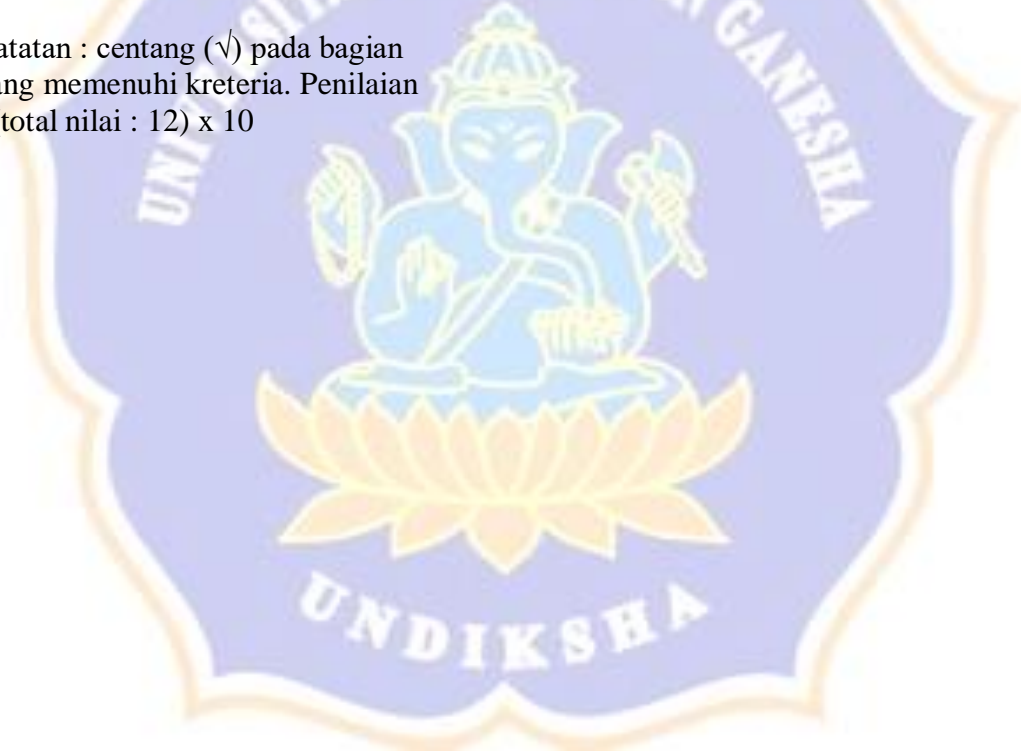 atatan : centang (√) pada bagian
ang memenuhi kreteria. Penilaian
total nilai : 12) x 10
GANESHA
UNDIKSHA